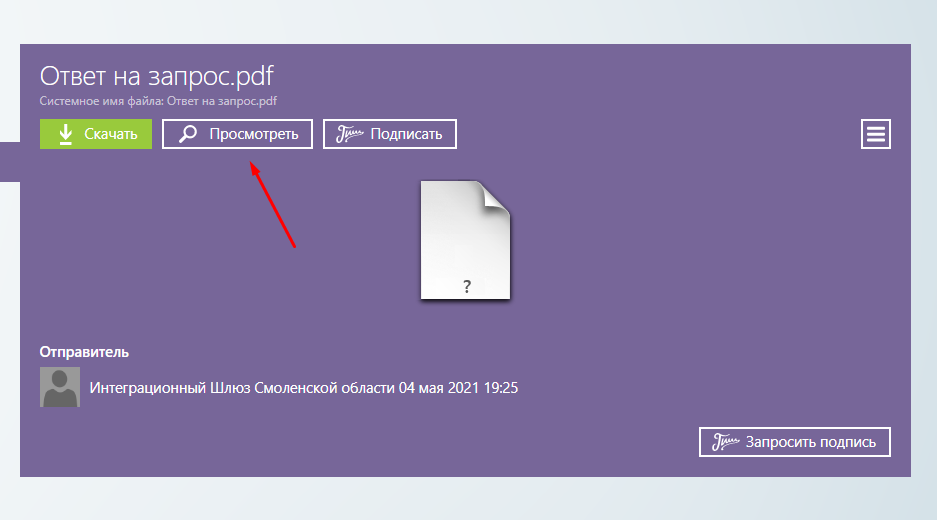 Ответ на запрос.pdf
Системное имя файла: Ответ на запрос.pdf
Скачать Просмотреть Подписать
?
Отправитель
Интеграционный Шлюз Смоленской области 04 мая 2021 19:25
Запросить подпись